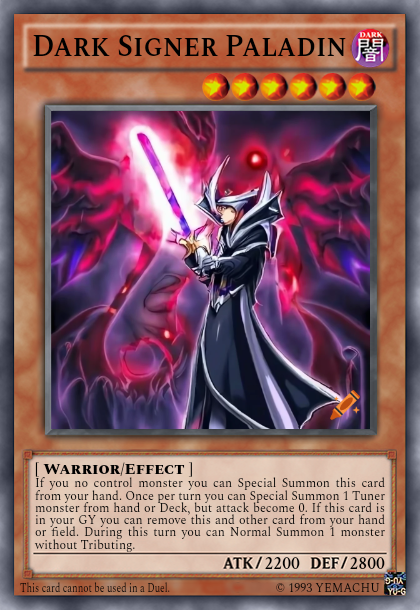 DARK SIGNER PALADIN
DARK
闇
[ WARRIOR/EFFECT ]
If you no control monster you can Special Summon this card
from your hand. Once per turn you can Special Summon 1 Tuner
monster from hand or Deck, but attack become 0. If this card is
in your GY you can remove this and other card from your hand
or field. During this turn you can Normal Summon 1 monster
without Tributing.
ATK/2200 DEF/2800
This card cannot be used in a Duel.
© 1993 YEMACHU